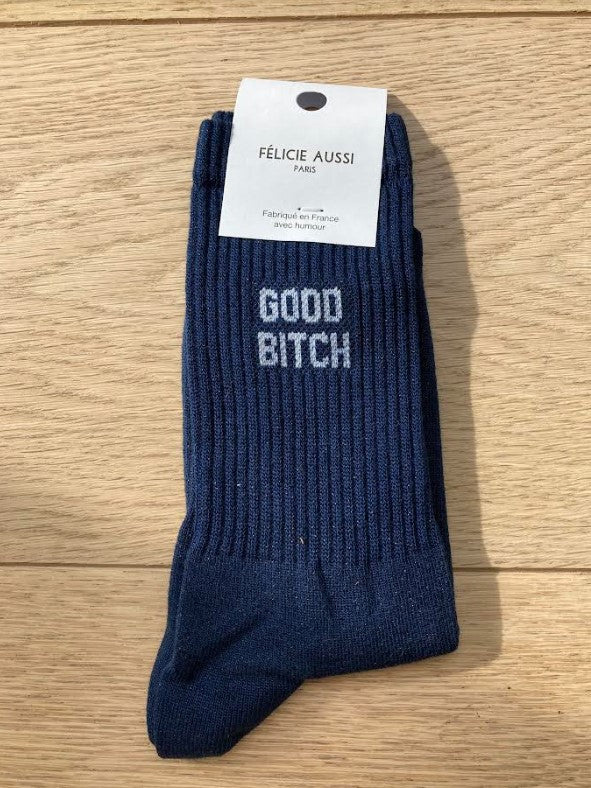 FÉLICIE AUSSI
PARIS
Fabriqué en France
avec humour
GOOD
BITCH